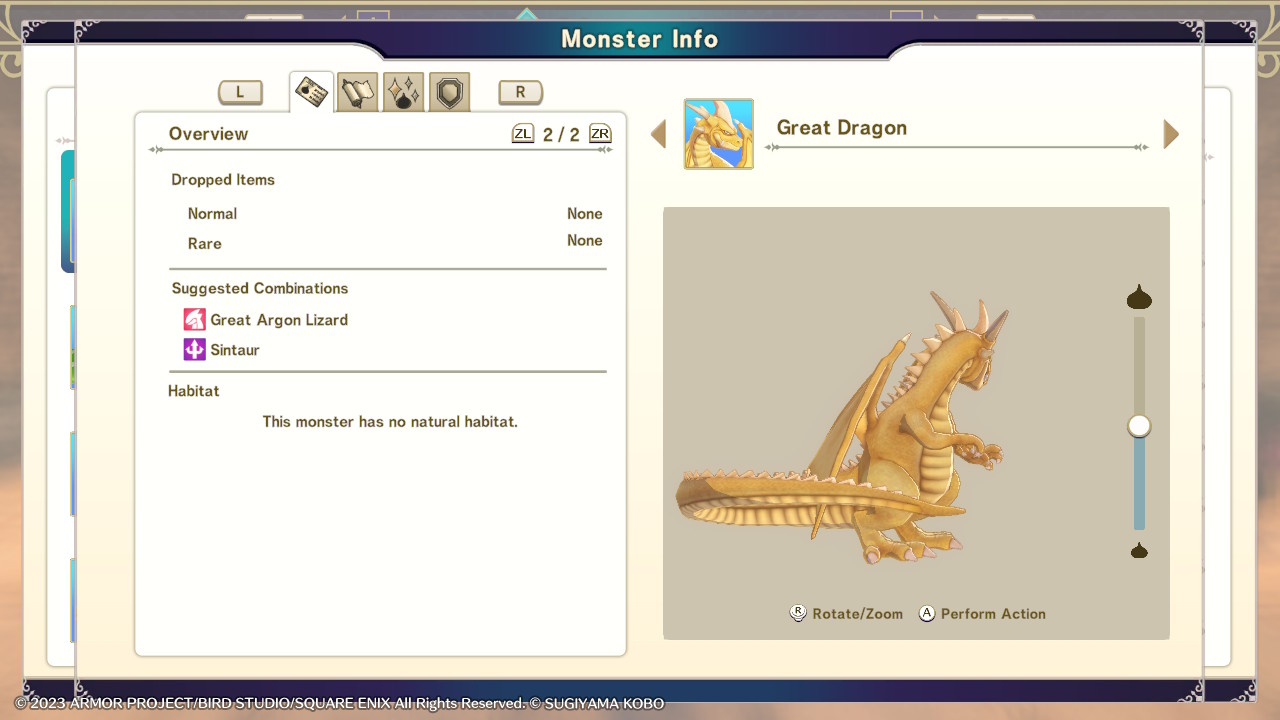 Monster Info
L
R
Overview
ZL 2 / 2 ZR
Great Dragon
Dropped Items
Normal None
Rare None
Suggested Combinations
Great Argon Lizard
Sintaur
Habitat
This monster has no natural habitat.
R Rotate/Zoom A Perform Action
© 2023 ARMOR PROJECT/BIRD STUDIO/SQUARE ENIX All Rights Reserved. © SUGIYAMA KOBO